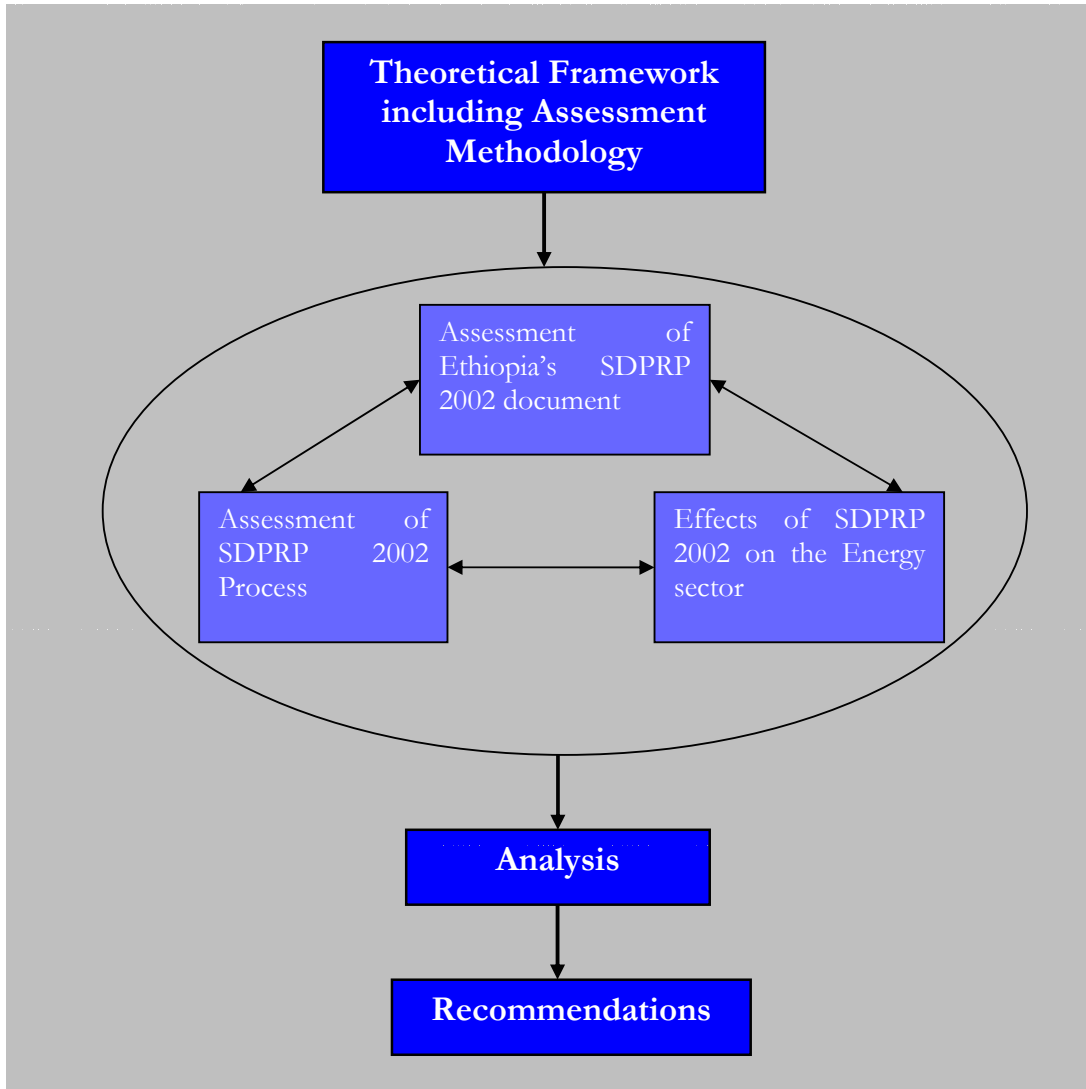 Theoretical Framework
including Assessment
Methodology
Assessment of
Ethiopia's SDPRP
2002 document
Assessment of
SDPRP 2002
Process
Effects of SDPRP
2002 on the Energy
sector
Analysis
Recommendations